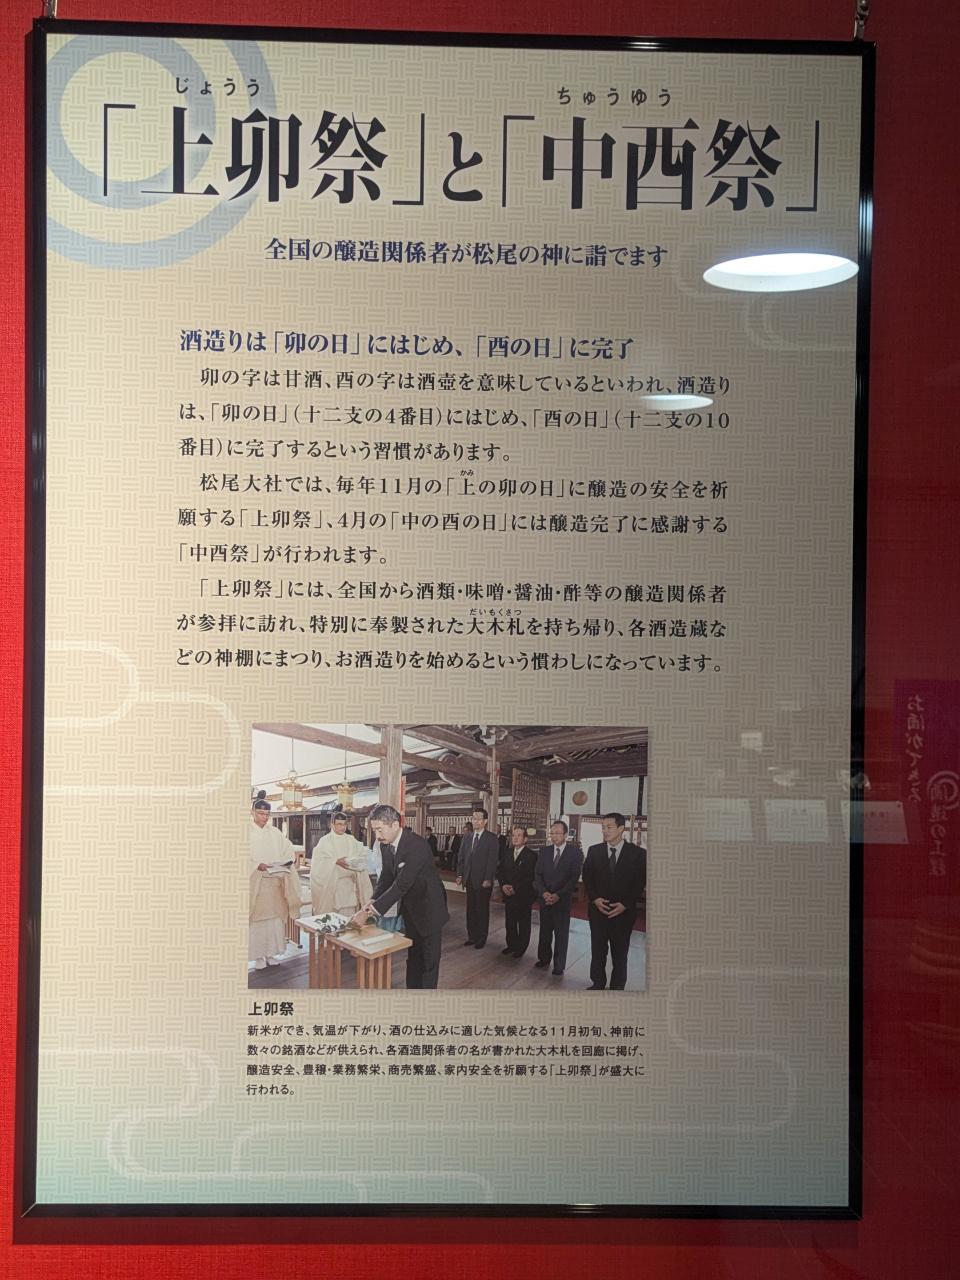 じょうう ちゅうゆう
「上卯祭」と「中酉祭」
全国の醸造関係者が松尾の神に詣でます
酒造りは「卯の日」にはじめ、「酉の日」に完了
卯の字は甘酒、酉の字は酒壺を意味しているといわれ、酒造り
は、「卯の日」(十二支の4番目)にはじめ、「酉の日」(十二支の10
番目)に完了するという習慣があります。
かみ
松尾大社では、毎年11月の「上の卯の日」に醸造の安全を祈
願する「上卯祭」、4月の「中の酉の日」には醸造完了に感謝する
「中酉祭」が行われます。
「上卯祭」には、全国から酒類・味噌・醤油・酢等の醸造関係者
だいもくさつ
が参拝に訪れ、特別に奉製された大木札を持ち帰り、各酒造蔵な
どの神棚にまつり、お酒造りを始めるという慣わしになっています。
上卯祭
新米ができ、気温が下がり、酒の仕込みに適した気候となる11月初旬、神前に
数々の銘酒などが供えられ、各酒造関係者の名が書かれた大木札を回廊に掲げ、
醸造安全、豊穣・業務繁栄、商売繁盛、家内安全を祈願する「上卯祭」が盛大に
行われる。